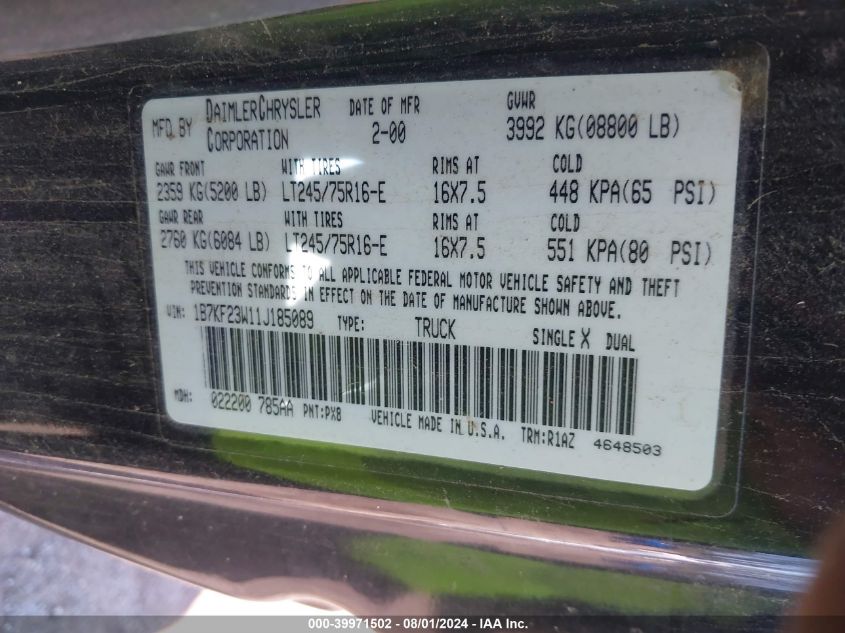 MFD BY DAIMLERCHRYSLER CORPORATION DATE OF MFR 2-00 GVWR 3992 KG(08800 LB)
GAWR FRONT WITH TIRES RIMS AT COLD
2359 KG(5200 LB) LT245/75R16-E 16X7.5 448 KPA(65 PSI)
GAWR REAR WITH TIRES RIMS AT COLD
2760 KG(6084 LB) LT245/75R16-E 16X7.5 551 KPA(80 PSI)
THIS VEHICLE CONFORMS TO ALL APPLICABLE FEDERAL MOTOR VEHICLE SAFETY AND THEFT
PREVENTION STANDARDS IN EFFECT ON THE DATE OF MANUFACTURE SHOWN ABOVE.
VIN: 1B7KF23W11J185089 TYPE: TRUCK SINGLE X DUAL
MDH: 022200 785AA PNT:PX8 VEHICLE MADE IN U.S.A. TRM:R1AZ 4648503
000-39971502 - 08/01/2024 - Copyright © IAA, Inc.